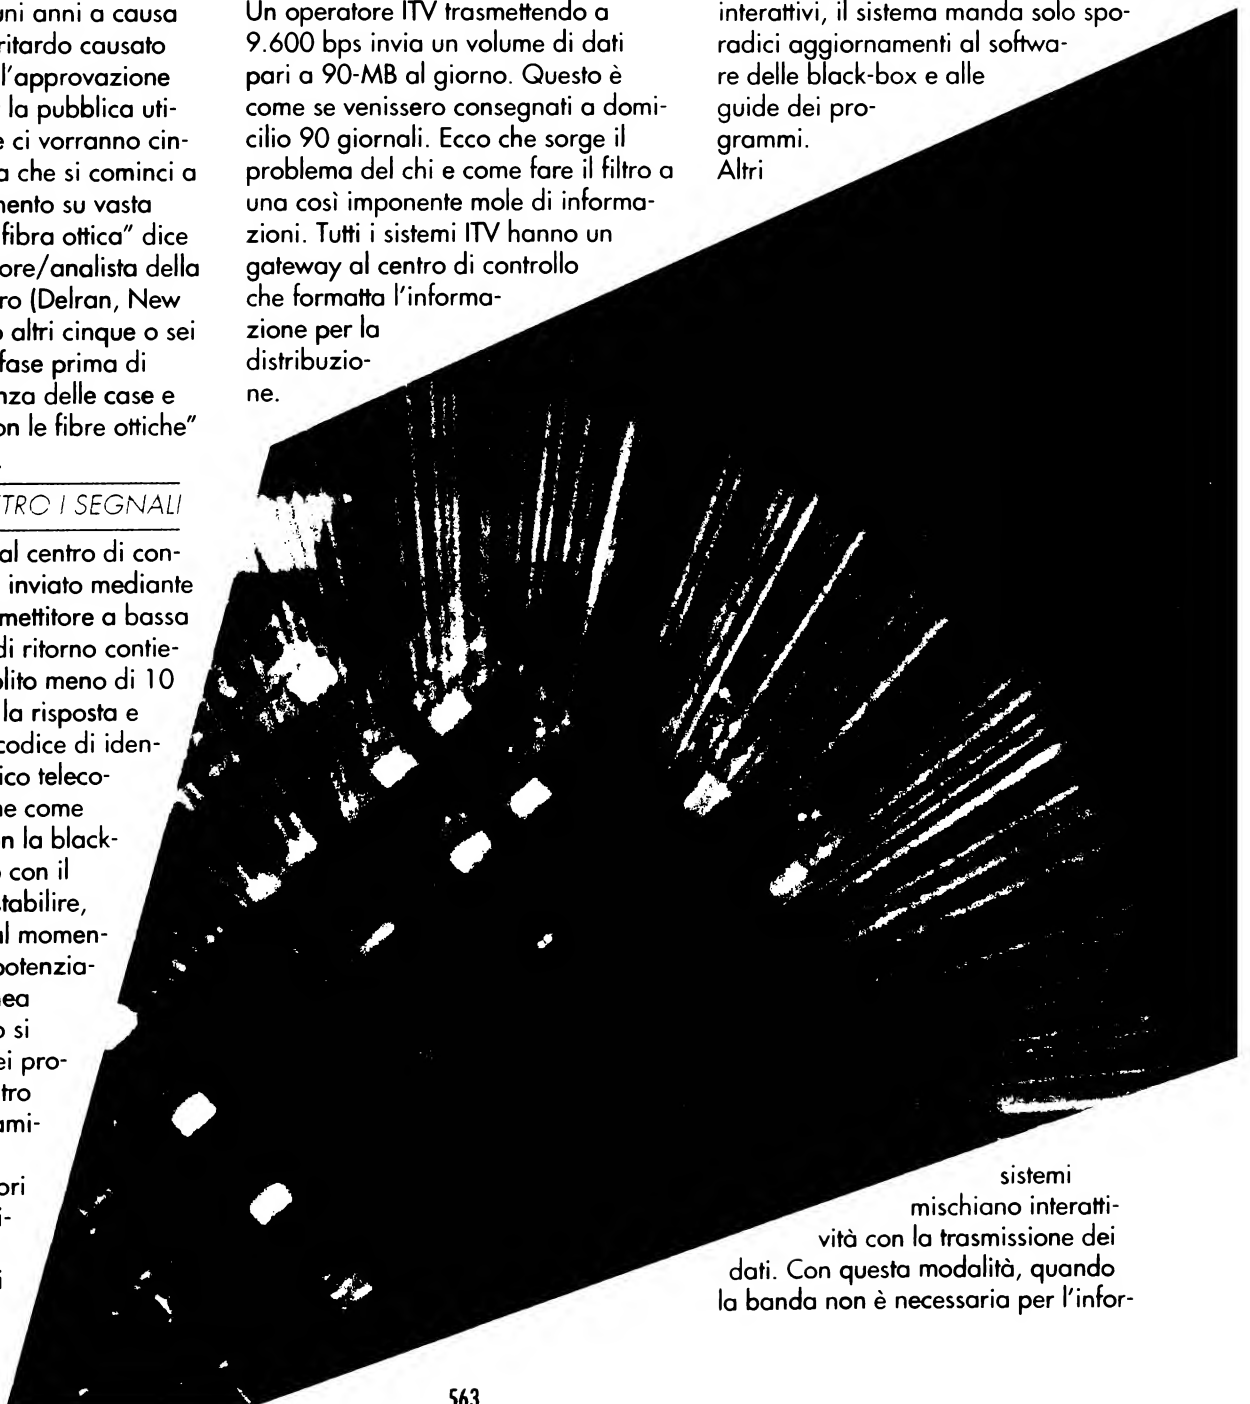 uni anni a causa
ritardo causato
l'approvazione
la pubblica uti-
e ci vorranno cin-
a che si cominci a
mento su vasta
fibra ottica" dice
ore/analista della
ro (Delran, New
o altri cinque o sei
fase prima di
nza delle case e
on le fibre ottiche"
.
TRO I SEGNALI
al centro di con-
inviato mediante
mettitore a bassa
di ritorno contie-
olito meno di 10
la risposta e
codice di iden-
ico teleco-
ne come
n la black-
con il
stabilire,
al momen-
potenzia-
nea
o si
ei pro-
tro
ami-
ori
i-
i
Un operatore ITV trasmettendo a
9.600 bps invia un volume di dati
pari a 90-MB al giorno. Questo è
come se venissero consegnati a domi-
cilio 90 giornali. Ecco che sorge il
problema del chi e come fare il filtro a
una così imponente mole di informa-
zioni. Tutti i sistemi ITV hanno un
gateway al centro di controllo
che formatta l'informa-
zione per la
distribuzio-
ne.
interattivi, il sistema manda solo spo-
radici aggiornamenti al softwa-
re delle black-box e alle
guide dei pro-
grammi.
Altri
sistemi
mischiano interatti-
vità con la trasmissione dei
dati. Con questa modalità, quando
la banda non è necessaria per l'infor-
563